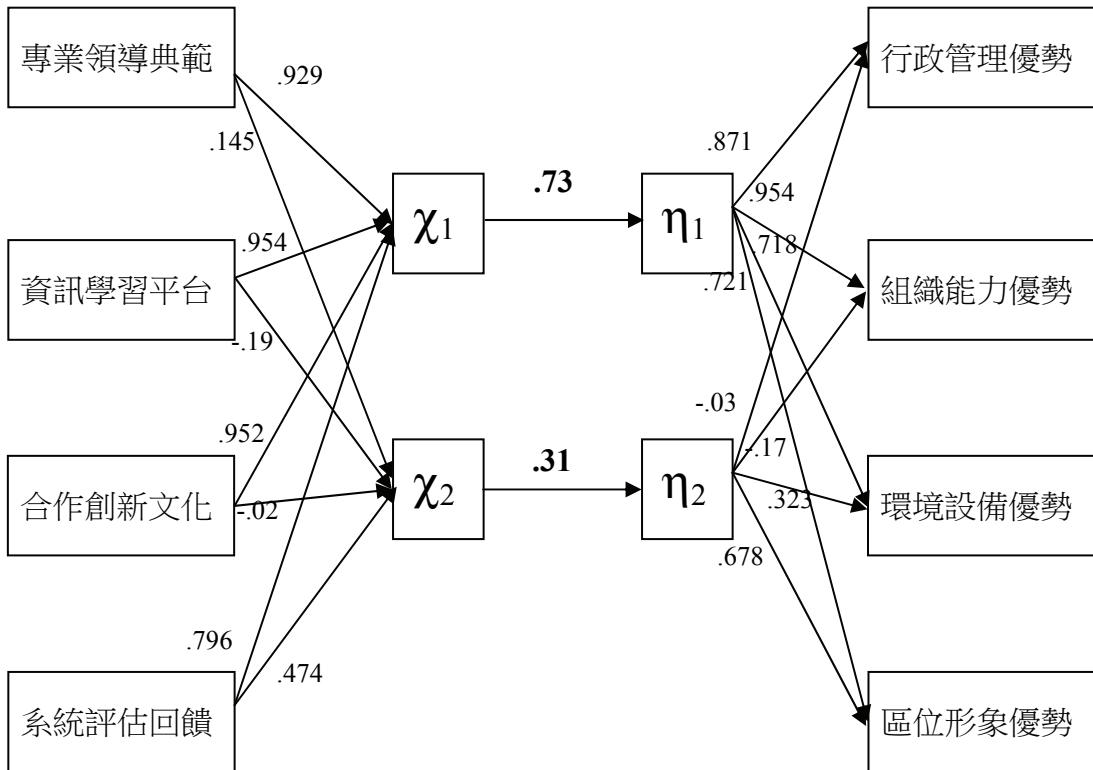 專業領導典範
行政管理優勢
.929
.145
.871
.73
.954
χ1
η1
.954
.718
資訊學習平台
.721
組織能力優勢
-.19
-.03
.952
.31
-.17
合作創新文化
-.02
χ2
η2
.323
環境設備優勢
.678
.796
.474
系統評估回饋
區位形象優勢